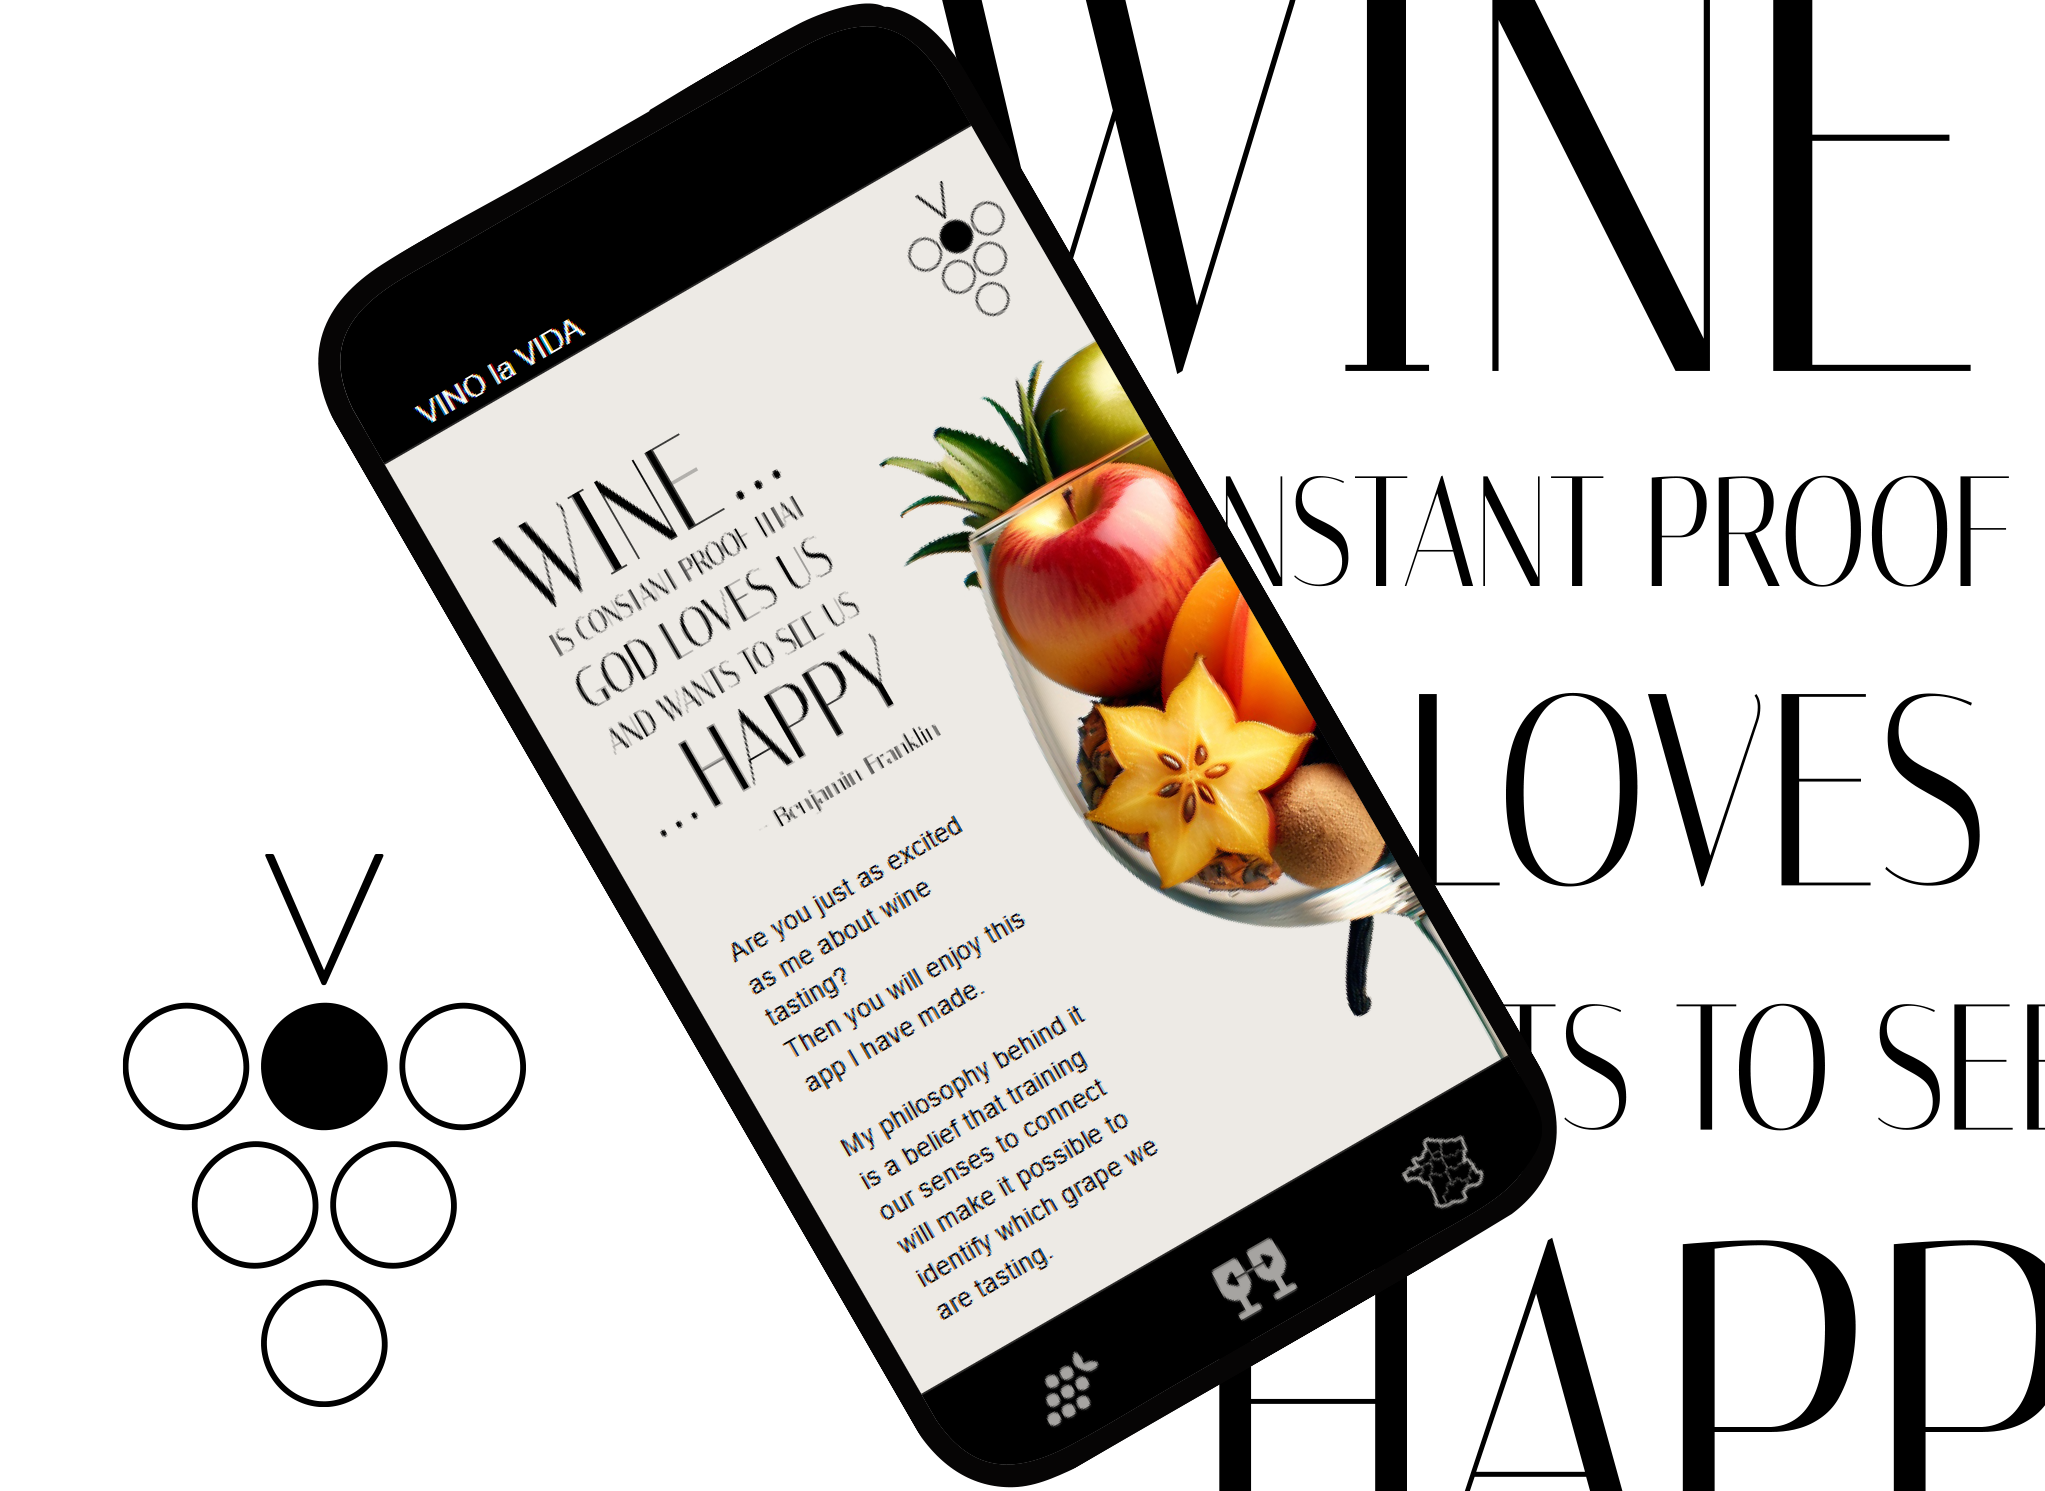 VINO la VIDA
V
WINE...
IS CONSTANT PROOF THAT
GOD LOVES US
AND WANTS TO SEE US
...HAPPY
- Benjamin Franklin
Are you just as excited
as me about wine
tasting?
Then you will enjoy this
app I have made.
My philosophy behind it
is a belief that training
our senses to connect
will make it possible to
identify which grape we
are tasting.
V
WINE
NSTANT PROOF
LOVES
TS TO SEE
HAPP